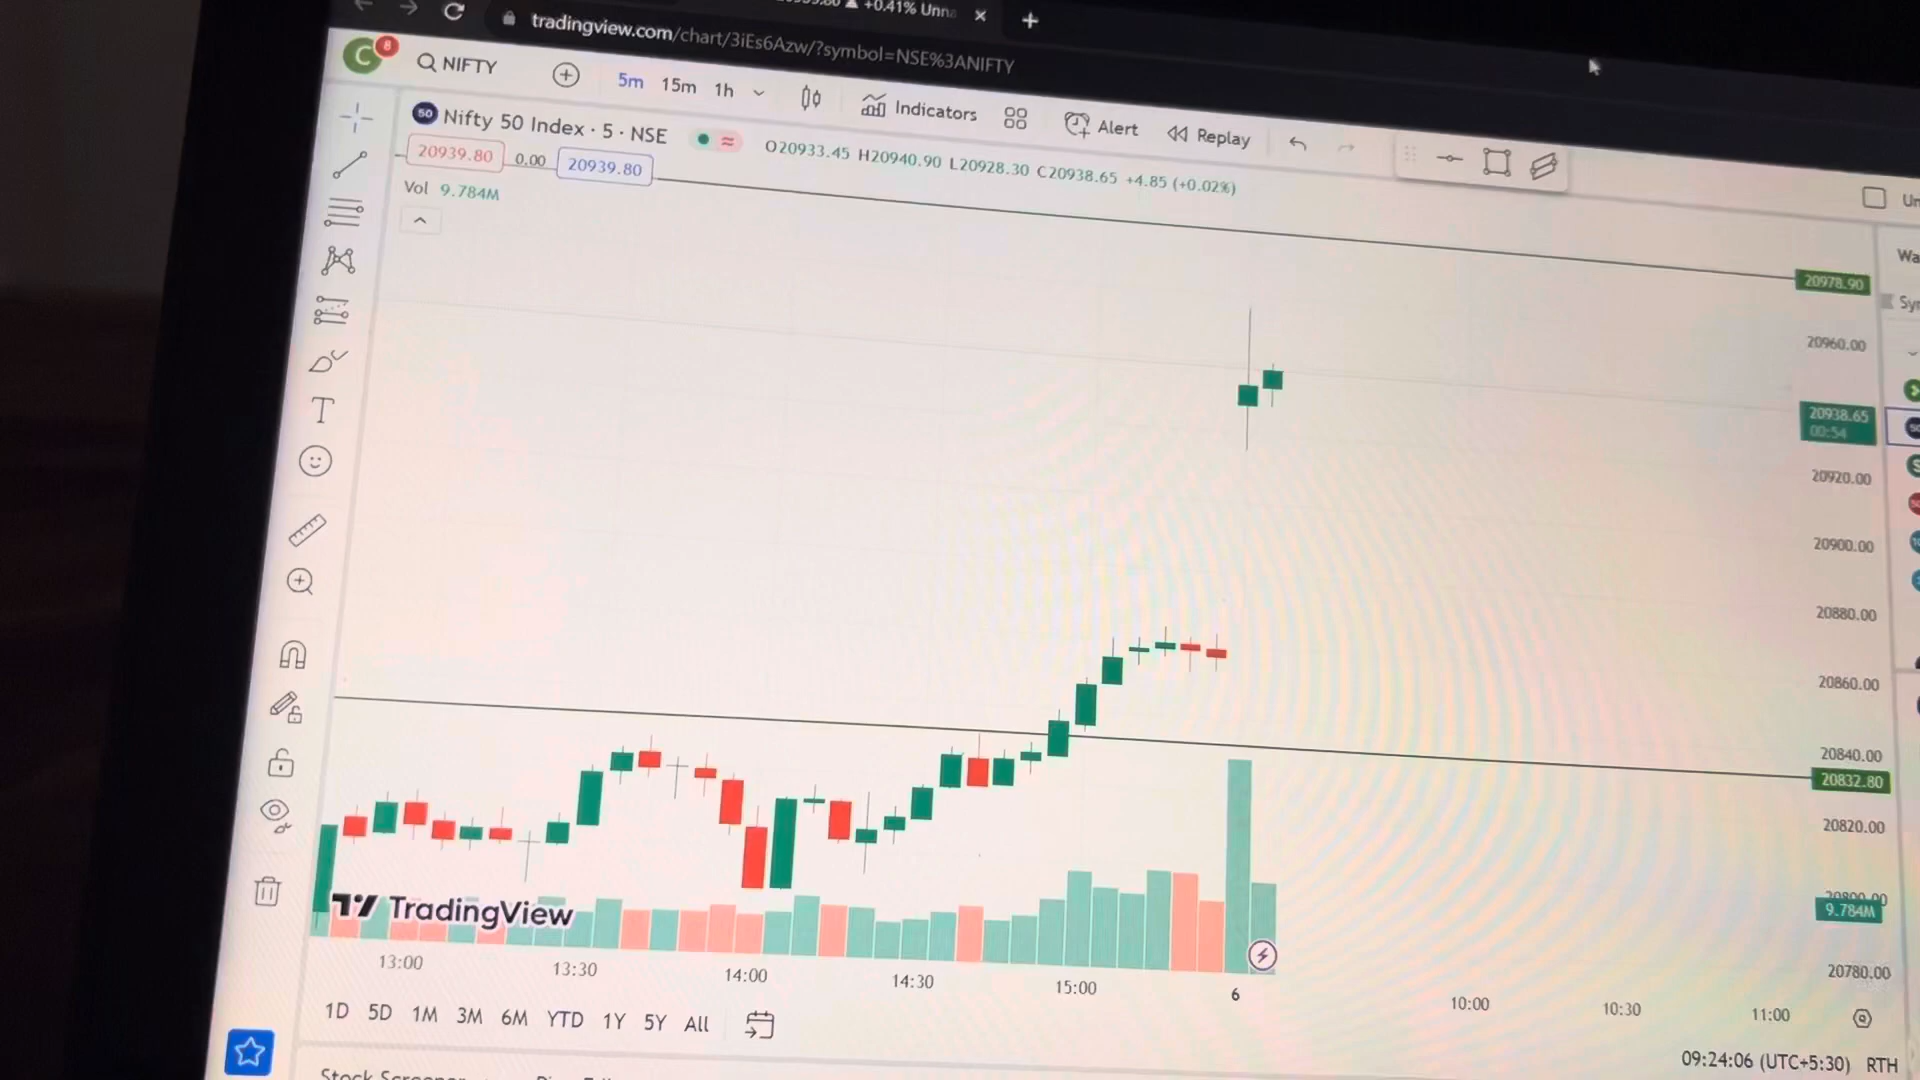 +0.41%
tradingview.com/chart/3iEs6Azw/?symbol=NSE%3ANIFTY
C 8 NIFTY 5m 15m 1h Indicators Alert Replay
50 Nifty 50 Index · 5 · NSE O20933.45 H20940.90 L20928.30 C20938.65 +4.85 (+0.02%)
20939.80 0.00 20939.80
Vol 9.784M
20978.90
20960.00
20938.65
00:54
20920.00
20900.00
20880.00
20860.00
20840.00
20832.80
20820.00
9.784M
20780.00
TradingView
13:00 13:30 14:00 14:30 15:00 6 10:00 10:30 11:00
1D 5D 1M 3M 6M YTD 1Y 5Y All
09:24:06 (UTC+5:30) RTH